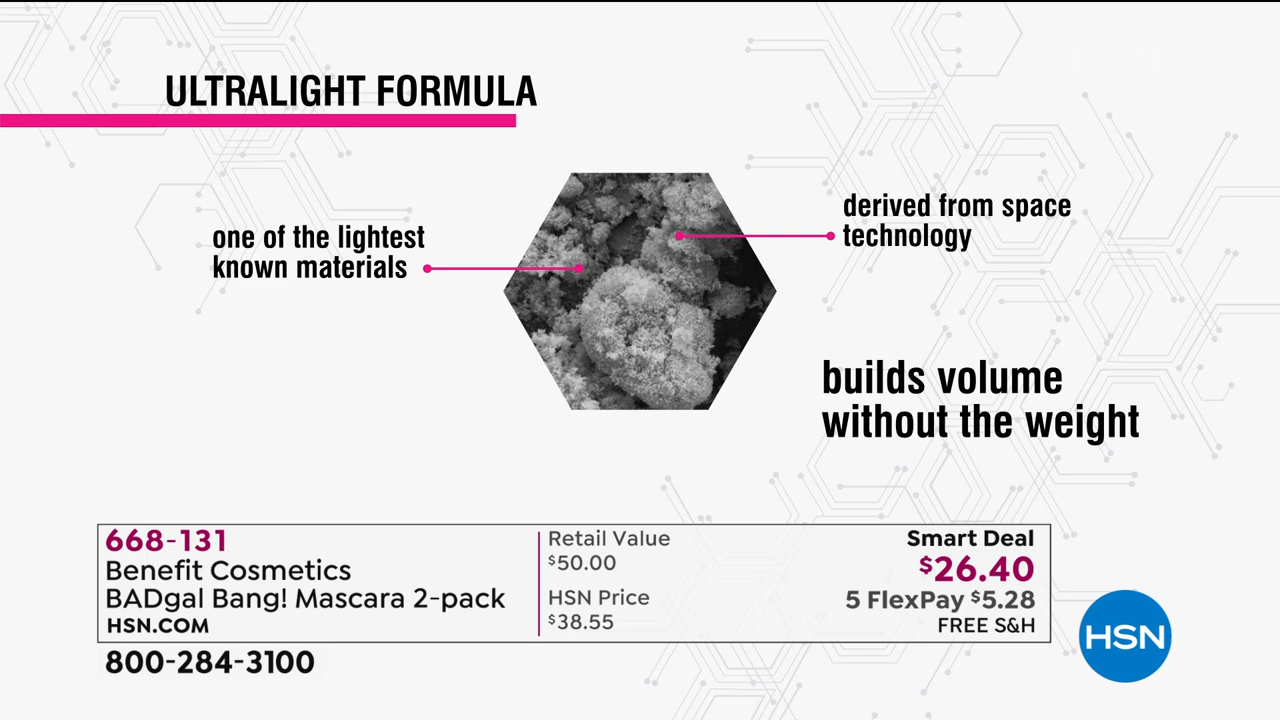 LIVE
ULTRALIGHT FORMULA
one of the lightest
known materials
derived from space
technology
builds volume
without the weight
668-131
Benefit Cosmetics
BADgal Bang! Mascara 2-pack
HSN.COM
Retail Value
$50.00
HSN Price
$38.55
Smart Deal
$26.40
5 FlexPay $5.28
FREE S&H
800-284-3100
HSN